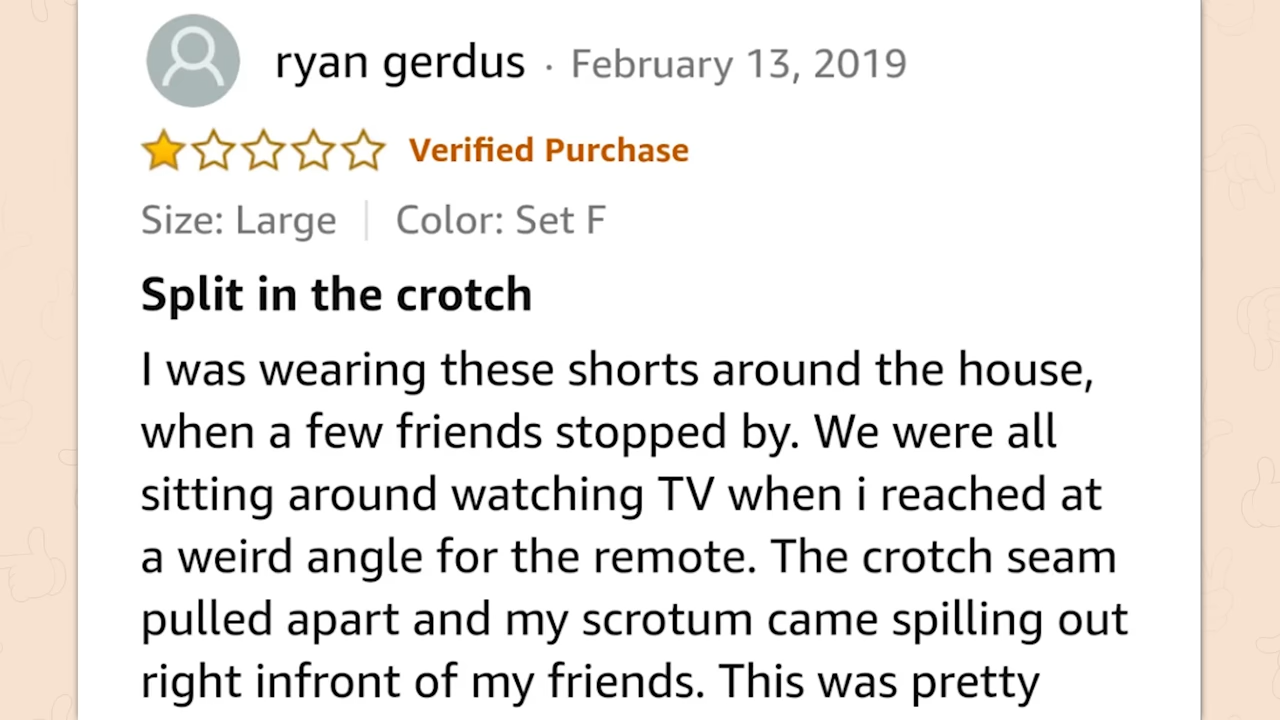 ryan gerdus · February 13, 2019
Verified Purchase
Size: Large | Color: Set F
Split in the crotch
I was wearing these shorts around the house,
when a few friends stopped by. We were all
sitting around watching TV when i reached at
a weird angle for the remote. The crotch seam
pulled apart and my scrotum came spilling out
right infront of my friends. This was pretty